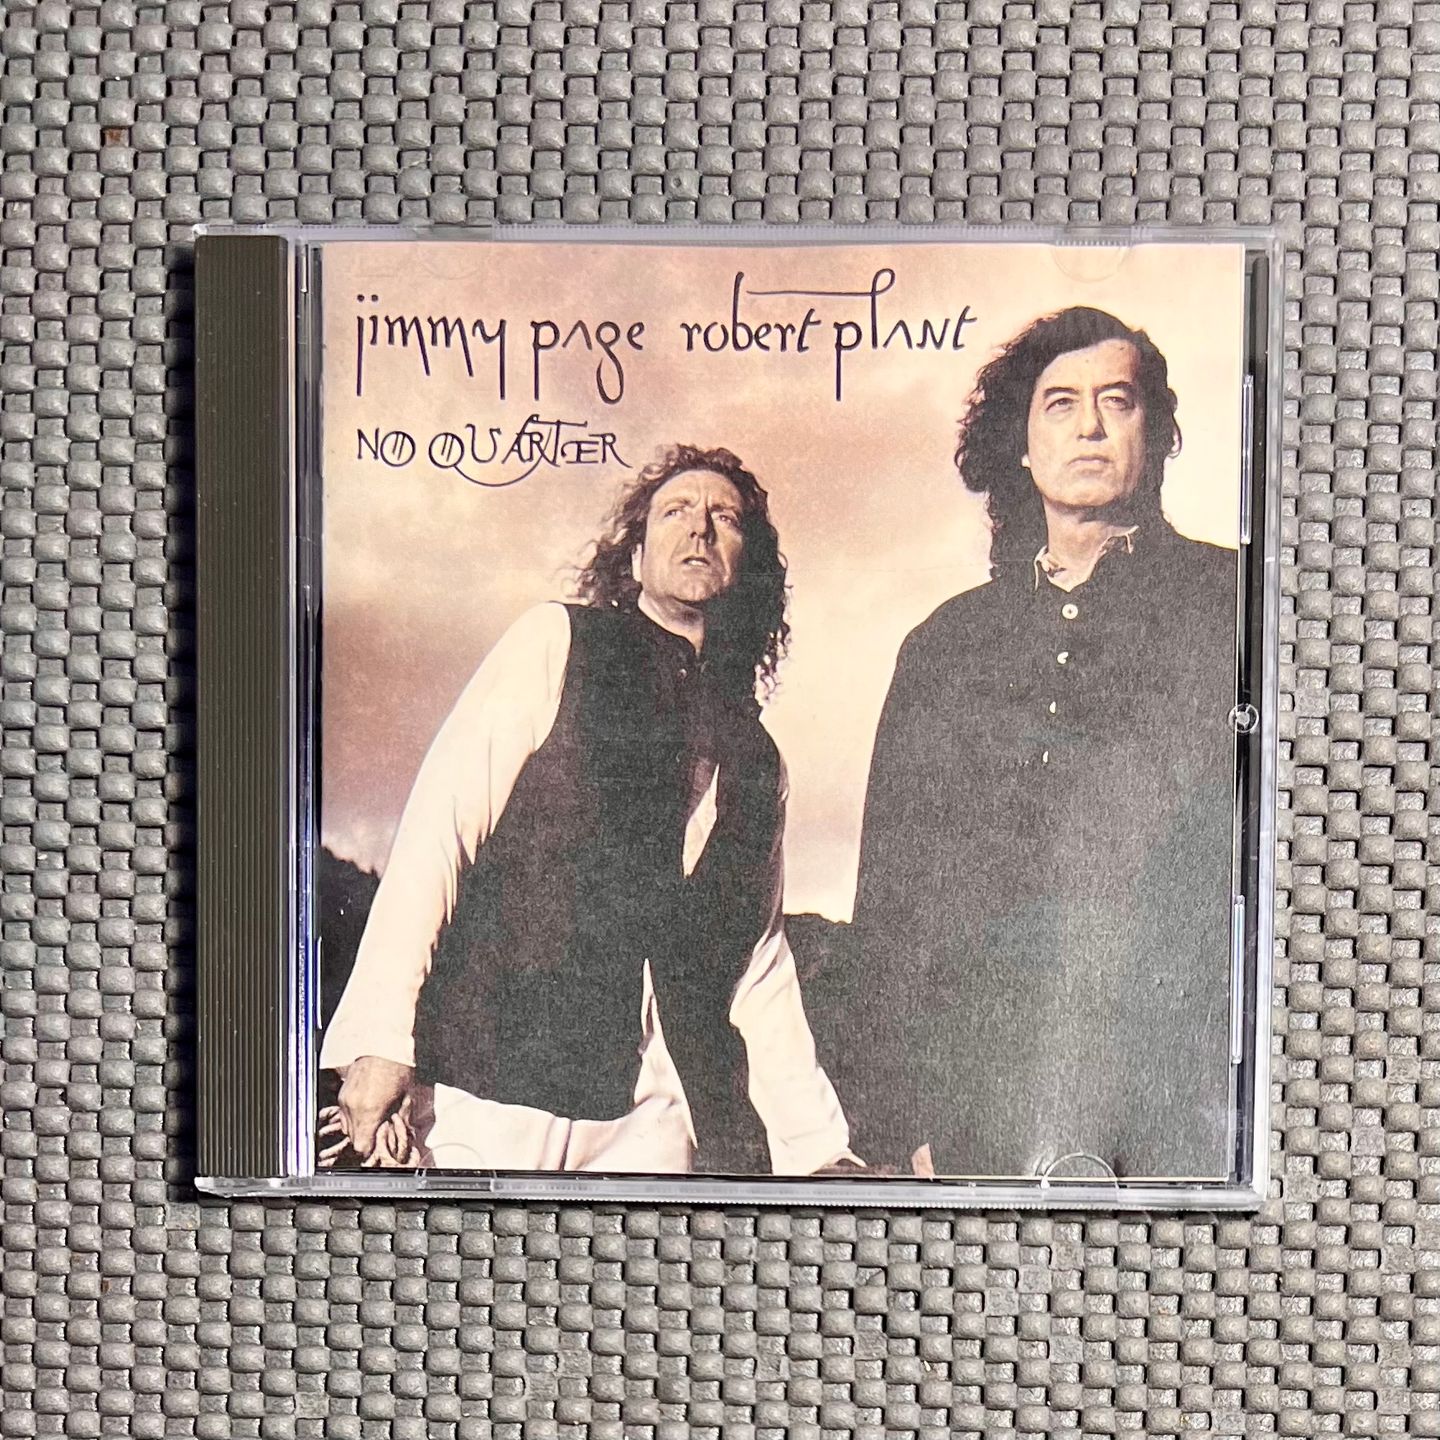 jimmy page robert plant
NO QUARTER